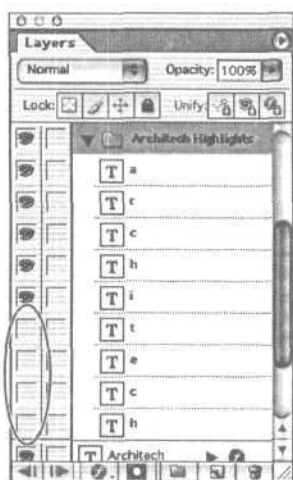 Layers
Normal Opacity: 100%
Lock: Unify:
Architech Highlights
T a
T r
T c
T h
T i
T t
T e
T c
T h
T Architech